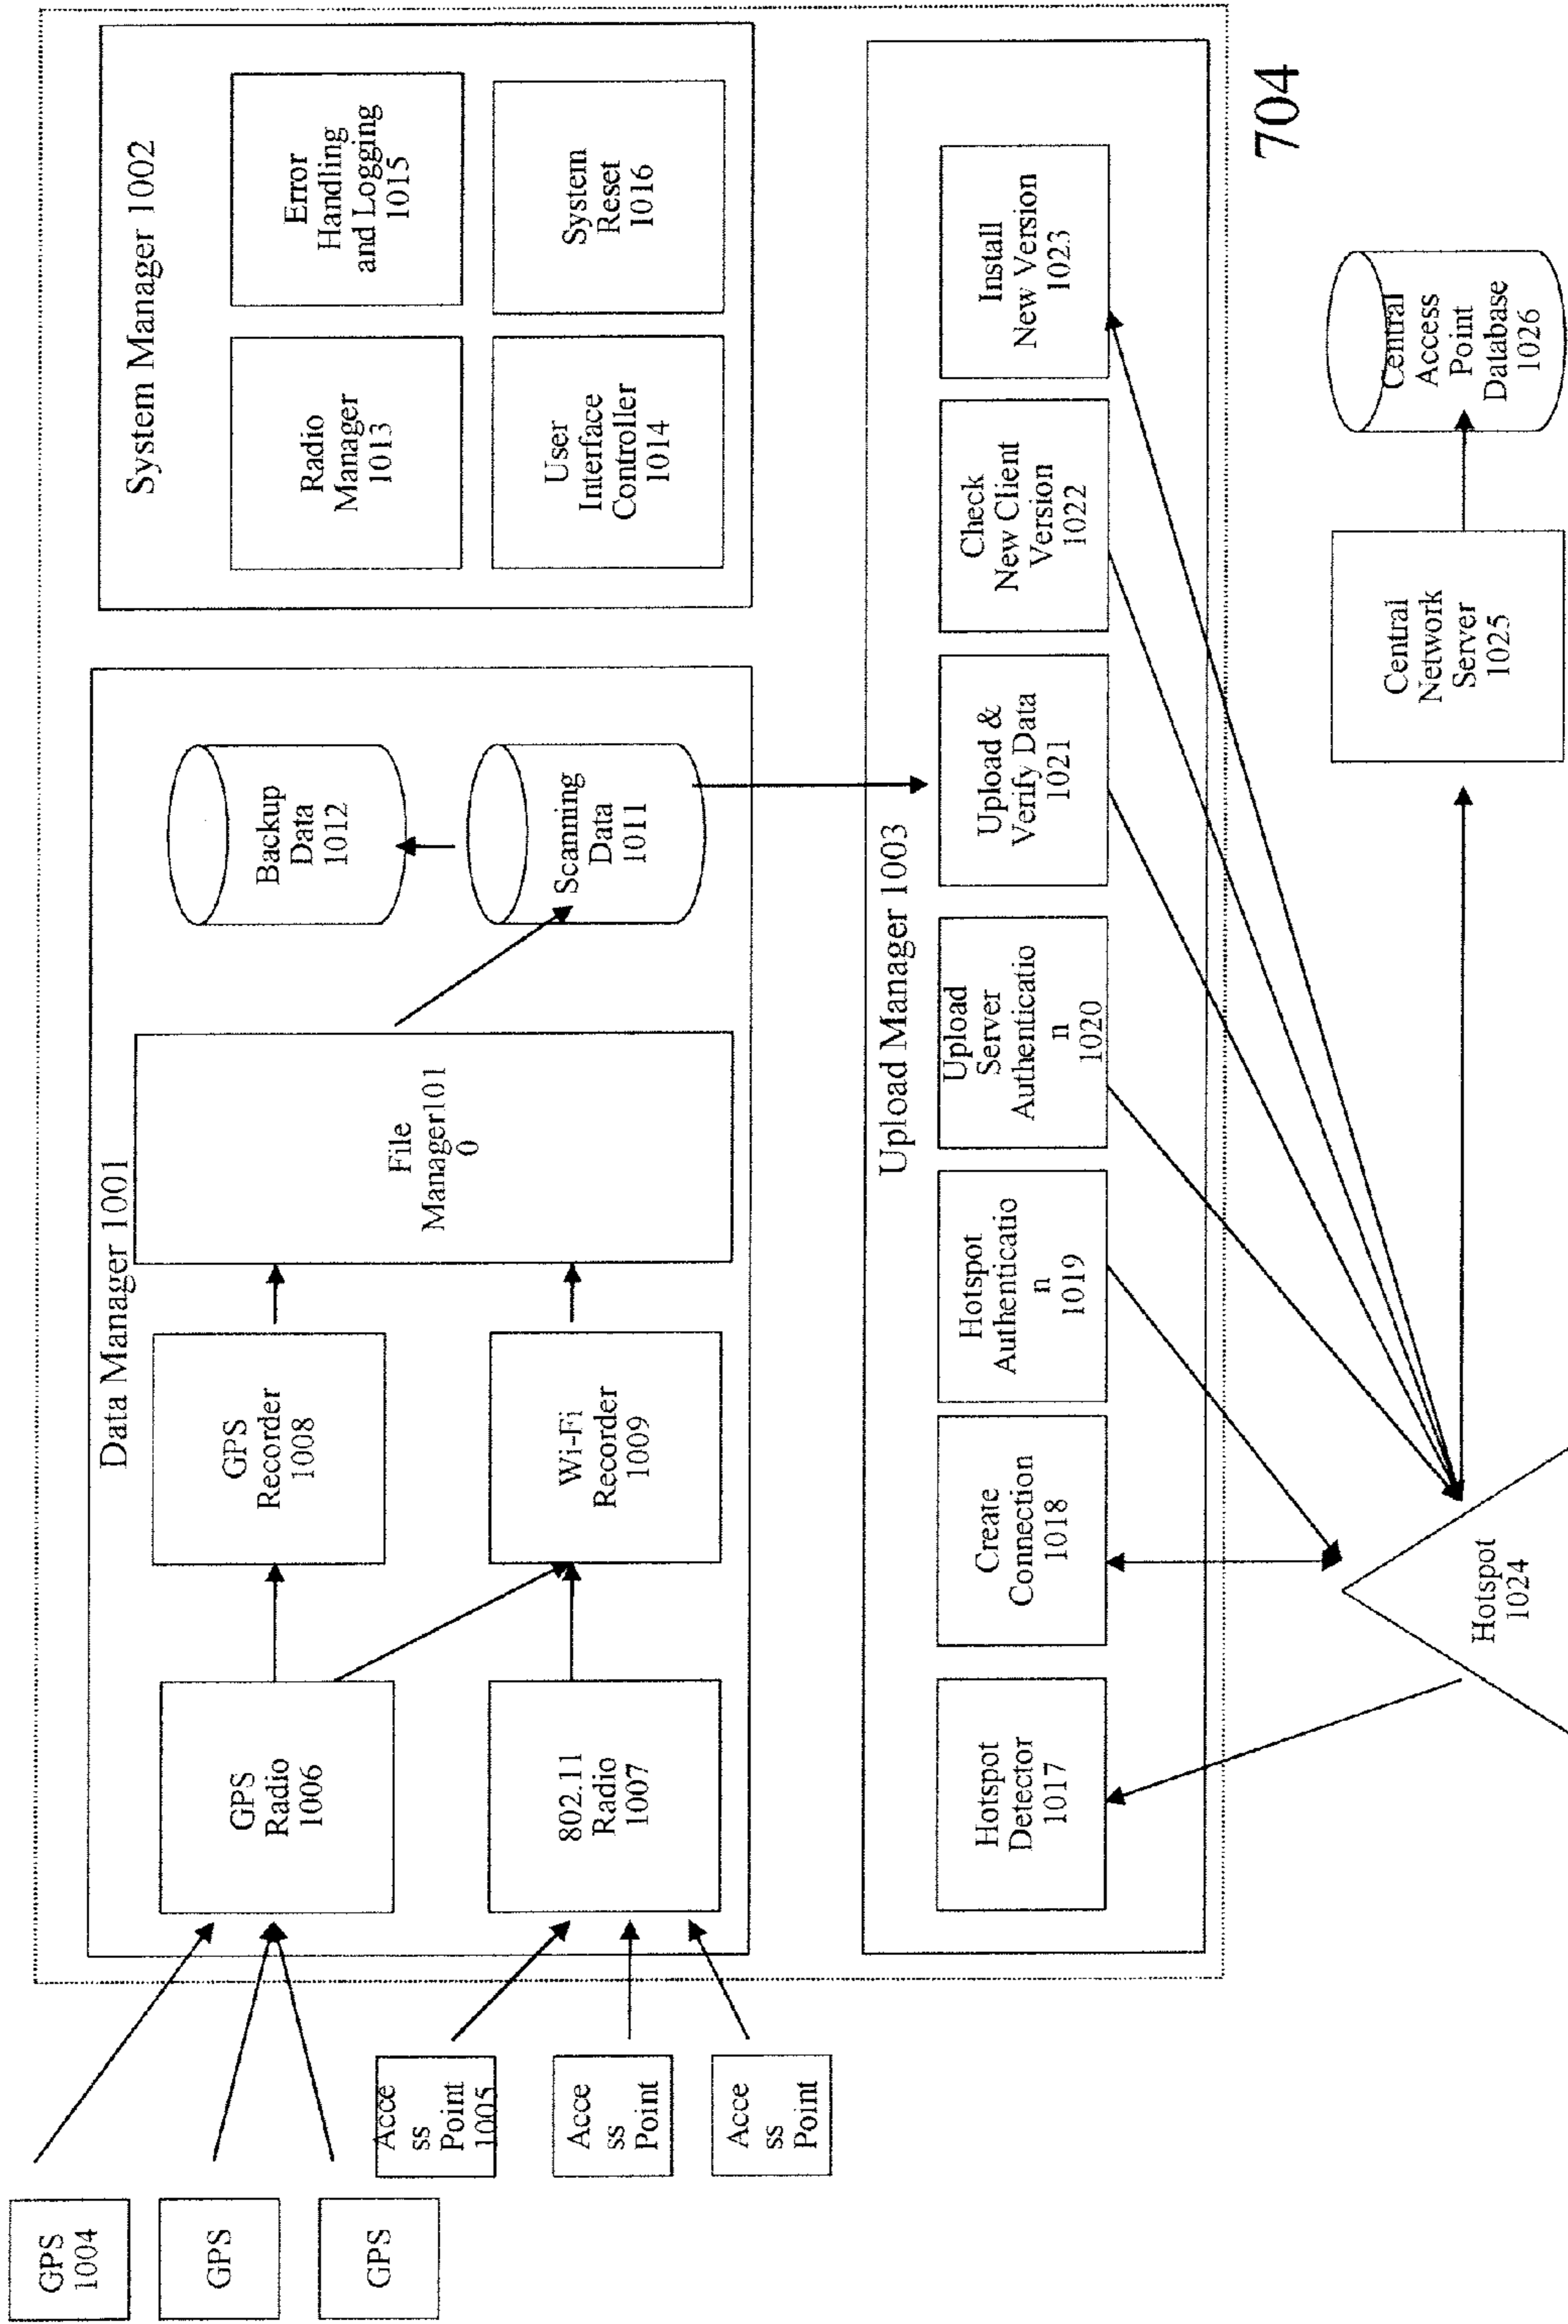 Data Manager 1001
System Manager 1002
GPS
1004
GPS
GPS
Acce
ss
Point
1005
Acce
ss
Point
Acce
ss
Point
GPS
Radio
1006
802.11
Radio
1007
GPS
Recorder
1008
Wi-Fi
Recorder
1009
File
Manager101
0
Backup
Data
1012
Scanning
Data
1011
Radio
Manager
1013
Error
Handling
and Logging
1015
User
Interface
Controller
1014
System
Reset
1016
Upload Manager 1003
Hotspot
Detector
1017
Create
Connection
1018
Hotspot
Authenticatio
n
1019
Upload
Server
Authenticatio
n
1020
Upload &
Verify Data
1021
Check
New Client
Version
1022
Install
New Version
1023
704
Hotspot
1024
Central
Network
Server
1025
Central
Access
Point
Database
1026